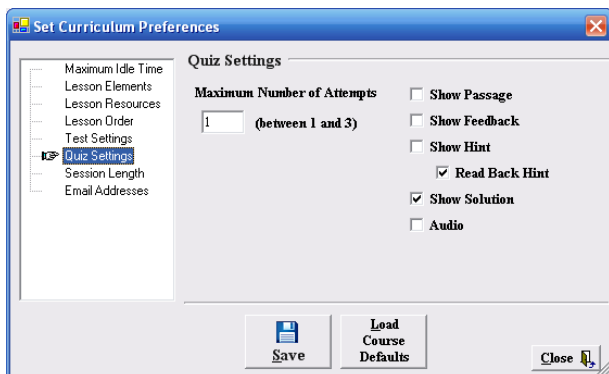 Set Curriculum Preferences
Maximum Idle Time
Lesson Elements
Lesson Resources
Lesson Order
Test Settings
Quiz Settings
Session Length
Email Addresses
Quiz Settings
Maximum Number of Attempts
1 (between 1 and 3)
Show Passage
Show Feedback
Show Hint
Read Back Hint
Show Solution
Audio
Save
Load
Course
Defaults
Close